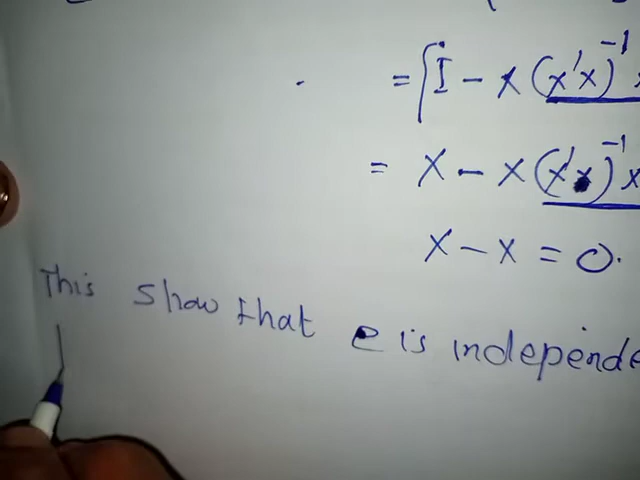 = [I - X (X'X)⁻¹ X
= X - X (X'X)⁻¹ X
X - X = 0.
This show that e is independe